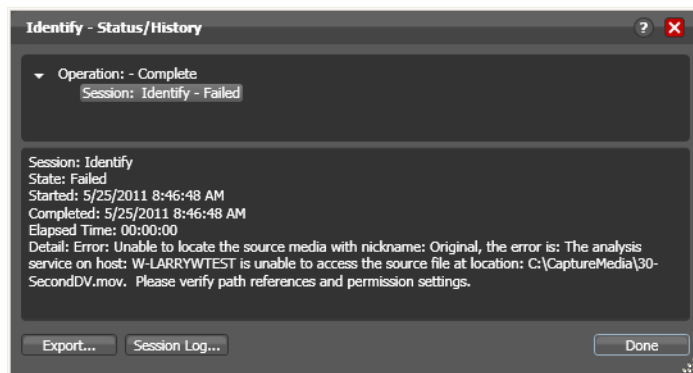 Identify - Status/History
?
Operation: - Complete
Session: Identify - Failed
Session: Identify
State: Failed
Started: 5/25/2011 8:46:48 AM
Completed: 5/25/2011 8:46:48 AM
Elapsed Time: 00:00:00
Detail: Error: Unable to locate the source media with nickname: Original, the error is: The analysis
service on host: W-LARRYWTEST is unable to access the source file at location: C:\CaptureMedia\30-
SecondDV.mov.  Please verify path references and permission settings.
Export... Session Log... Done